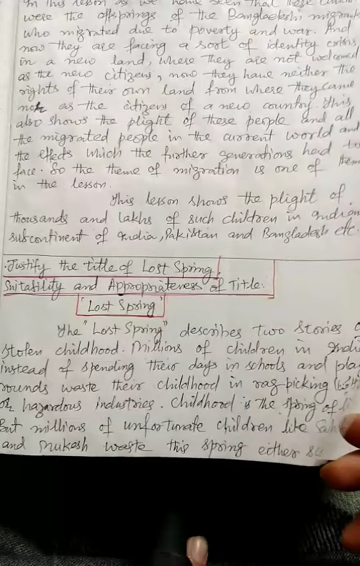 In this lesson as we have seen that these
were the offsprings of the Bangladeshi migrants
who migrated due to poverty and war. And
now they are facing a sort of identity crisis
in a new land, where they are not welcomed
as the new citizens, now they have neither the
rights of their own land from where they came
as the citizens of a new country. This
also shows the plight of these people and all
the migrated people in the current world and
the effects which the further generations had to
face. So the theme of migration is one of them
in the lesson.
This lesson shows the plight of
thousands and lakhs of such children in Indian
subcontinent of India, Pakistan and Bangladesh etc.
Justify the title of Lost Spring.
Suitability and Appropriateness of Title.
"Lost Spring"
The "Lost Spring" describes two stories
stolen childhood. Millions of children in
instead of spending their days in schools and
rounds waste their childhood in rag-picking
or hazardous industries. Childhood is the spring of
But millions of unfortunate children like
and Mukesh waste this spring either